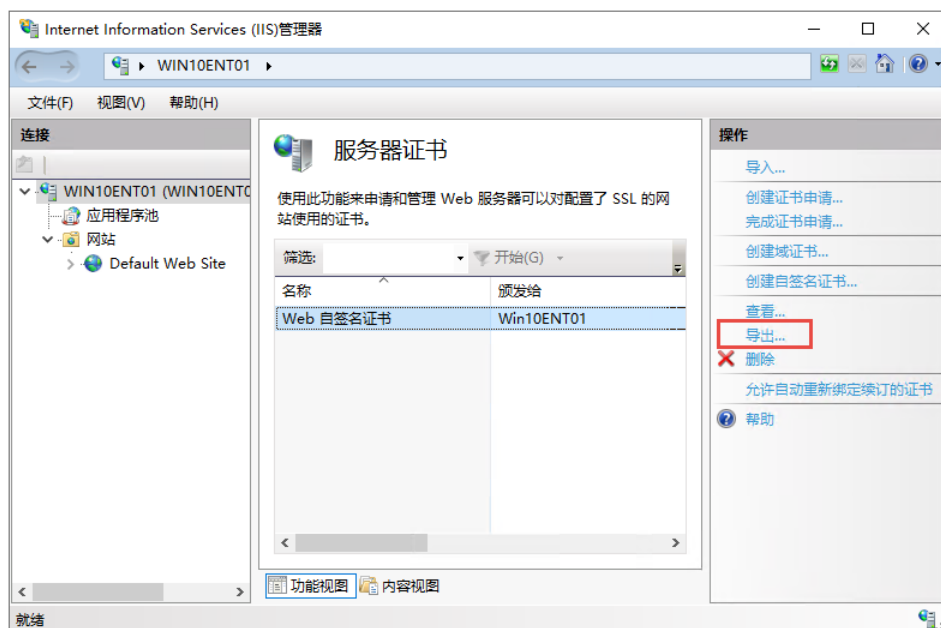 Internet Information Services (IIS)管理器
WIN10ENT01
文件(F) 视图(V) 帮助(H)
连接
WIN10ENT01 (WIN10ENT0
应用程序池
网站
Default Web Site
服务器证书
使用此功能来申请和管理 Web 服务器可以对配置了 SSL 的网
站使用的证书。
筛选: 开始(G)
名称 颁发给
Web 自签名证书 Win10ENT01
功能视图 内容视图
操作
导入...
创建证书申请...
完成证书申请...
创建域证书...
创建自签名证书...
查看...
导出...
删除
允许自动重新绑定续订的证书
帮助
就绪